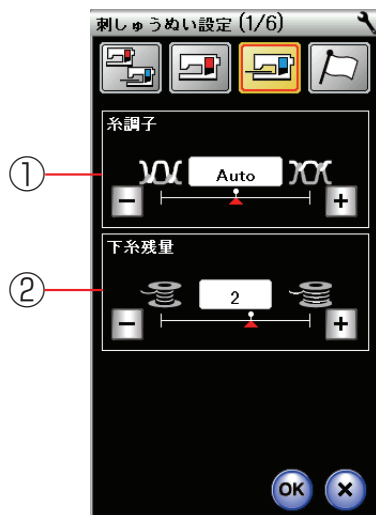 刺しゅうぬい設定 (1/6)
①
糸調子
Auto
− +
②
下糸残量
2
− +
OK ×